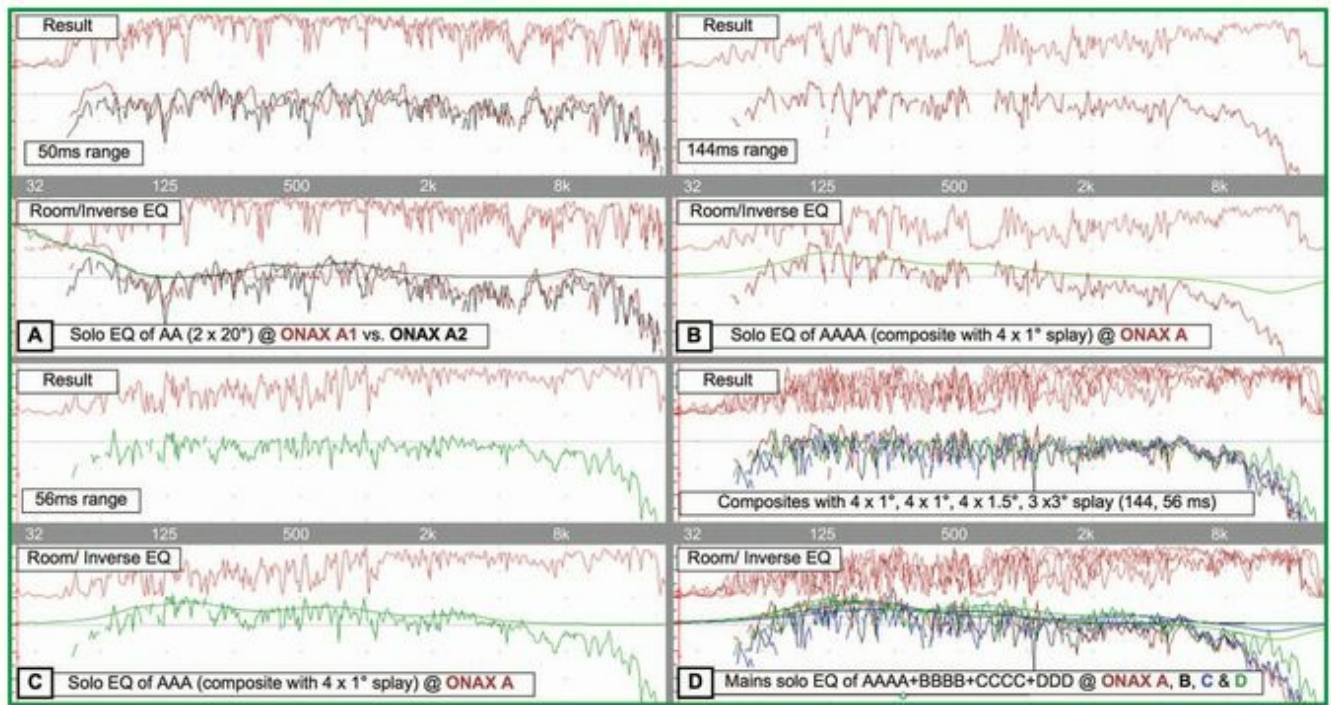 Result
50ms range
32 125 500 2k 8k
Room/Inverse EQ
A Solo EQ of AA (2 x 20°) @ ONAX A1 vs. ONAX A2
Result
144ms range
32 125 500 2k 8k
Room/Inverse EQ
B Solo EQ of AAAA (composite with 4 x 1° splay) @ ONAX A
Result
56ms range
32 125 500 2k 8k
Room/ Inverse EQ
C Solo EQ of AAA (composite with 4 x 1° splay) @ ONAX A
Result
Composites with 4 x 1°, 4 x 1°, 4 x 1.5°, 3 x3° splay (144, 56 ms)
32 125 500 2k 8k
Room/ Inverse EQ
D Mains solo EQ of AAAA+BBBB+CCCC+DDD @ ONAX A, B, C & D